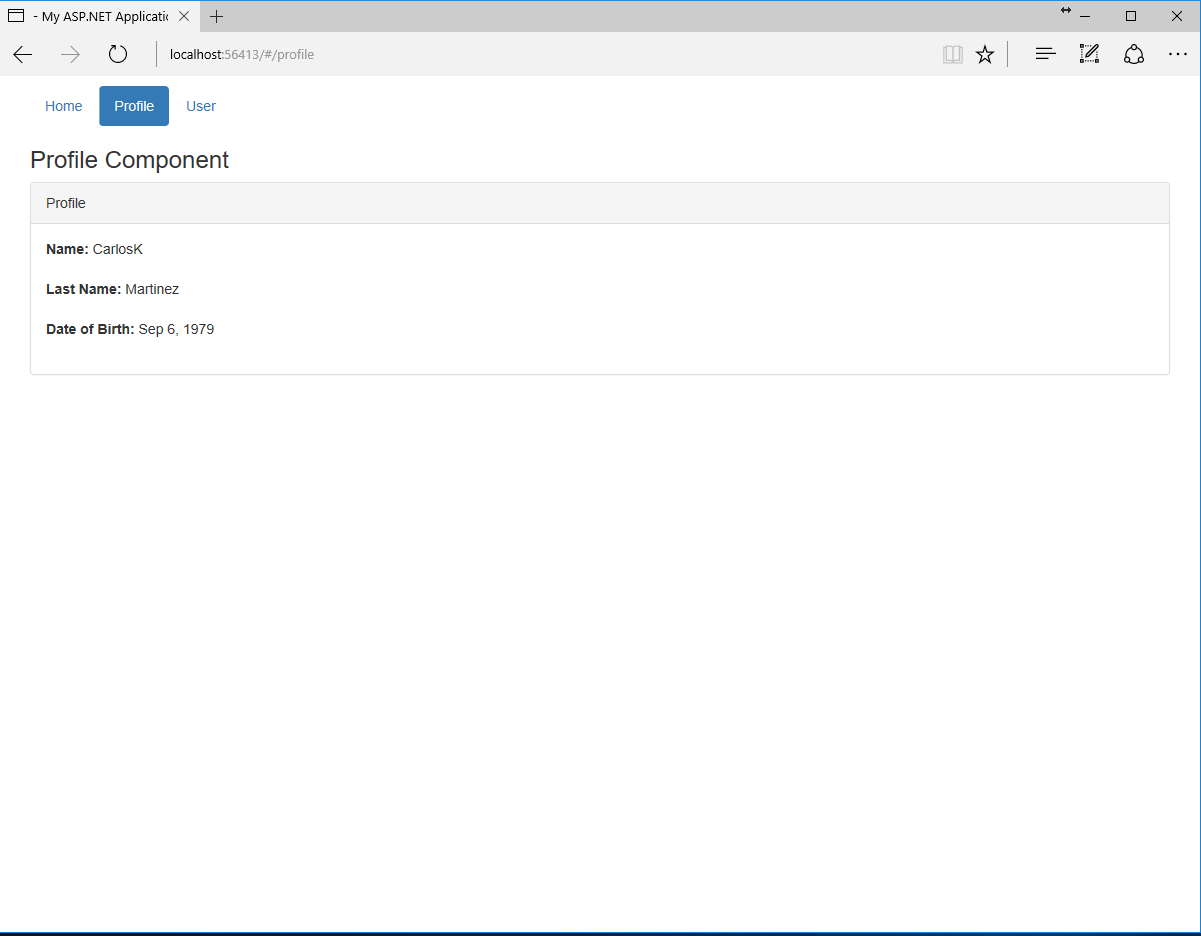 - My ASP.NET Applicatio
localhost:56413/#/profile
Home Profile User
Profile Component
Profile
Name: CarlosK
Last Name: Martinez
Date of Birth: Sep 6, 1979